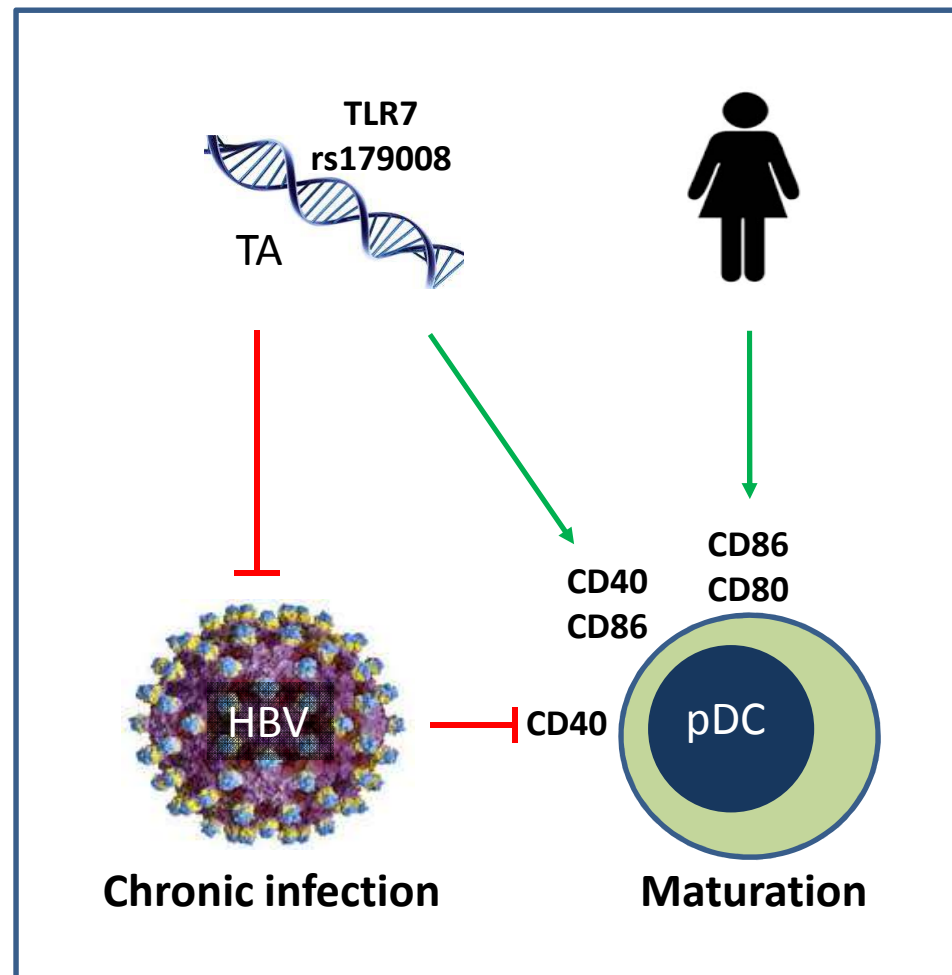 TLR7
rs179008
TA
CD86
CD80
CD40
CD86
HBV
CD40
pDC
Chronic infection
Maturation